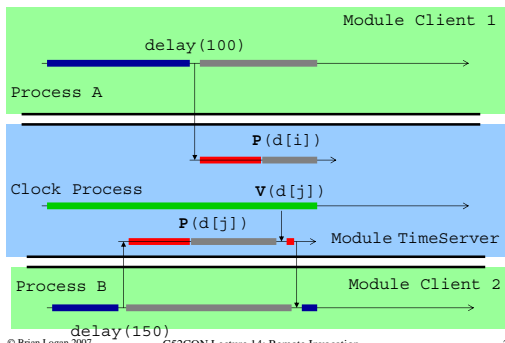 Module Client 1
delay(100)
Process A
P(d[i])
Clock Process
V(d[j])
P(d[j])
Module TimeServer
Process B
Module Client 2
delay(150)
© Brian Logan 2007
G52CON Lecture 14: Remote Invocation